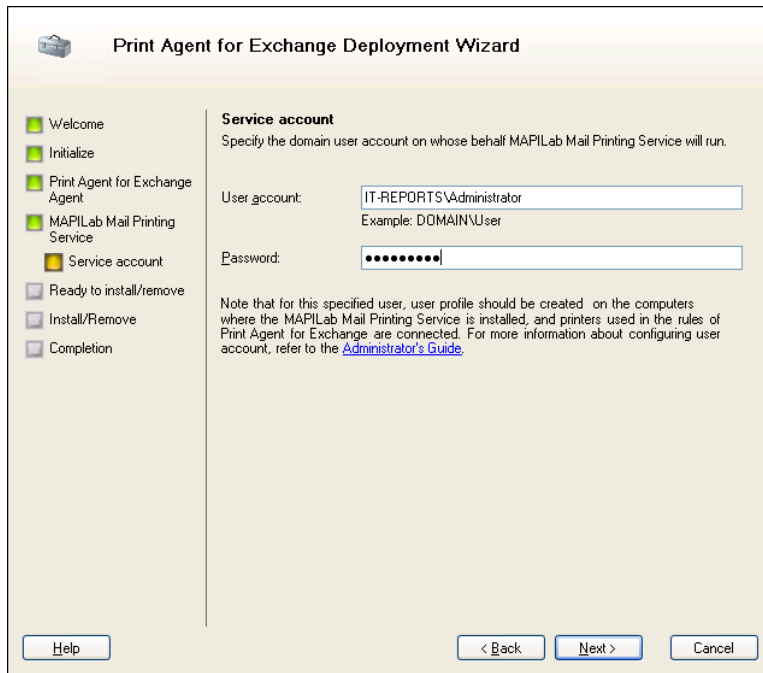 Print Agent for Exchange Deployment Wizard
Welcome
Initialize
Print Agent for Exchange
Agent
MAPILab Mail Printing
Service
Service account
Ready to install/remove
Install/Remove
Completion
Service account
Specify the domain user account on whose behalf MAPILab Mail Printing Service will run.
User account:
IT-REPORTS\Administrator
Example: DOMAIN\User
Password:
●●●●●●●●●
Note that for this specified user, user profile should be created on the computers
where the MAPILab Mail Printing Service is installed, and printers used in the rules of
Print Agent for Exchange are connected. For more information about configuring user
account, refer to the Administrator's Guide.
Help
< Back
Next >
Cancel